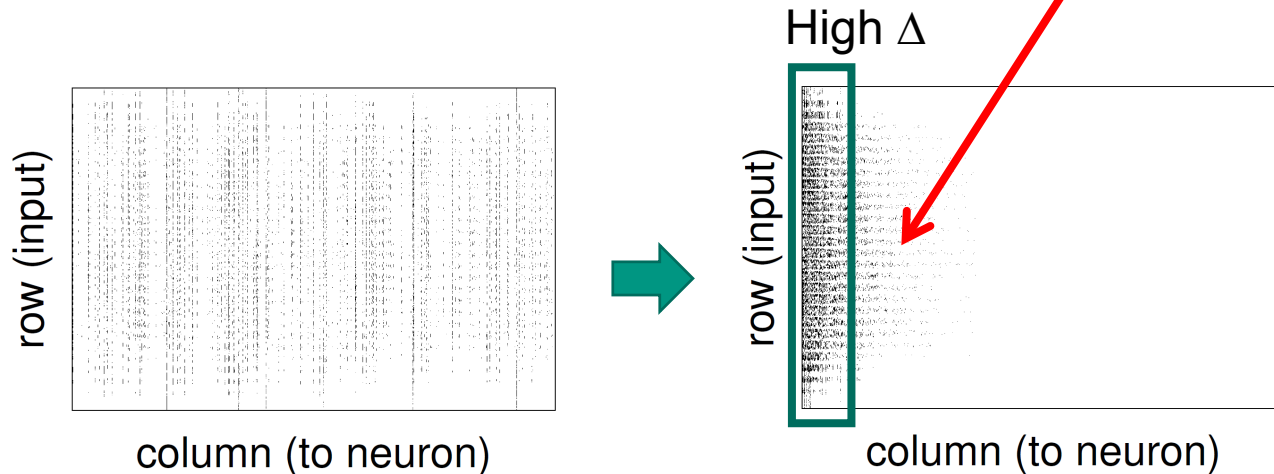 High Δ
row (input)
column (to neuron)
row (input)
column (to neuron)